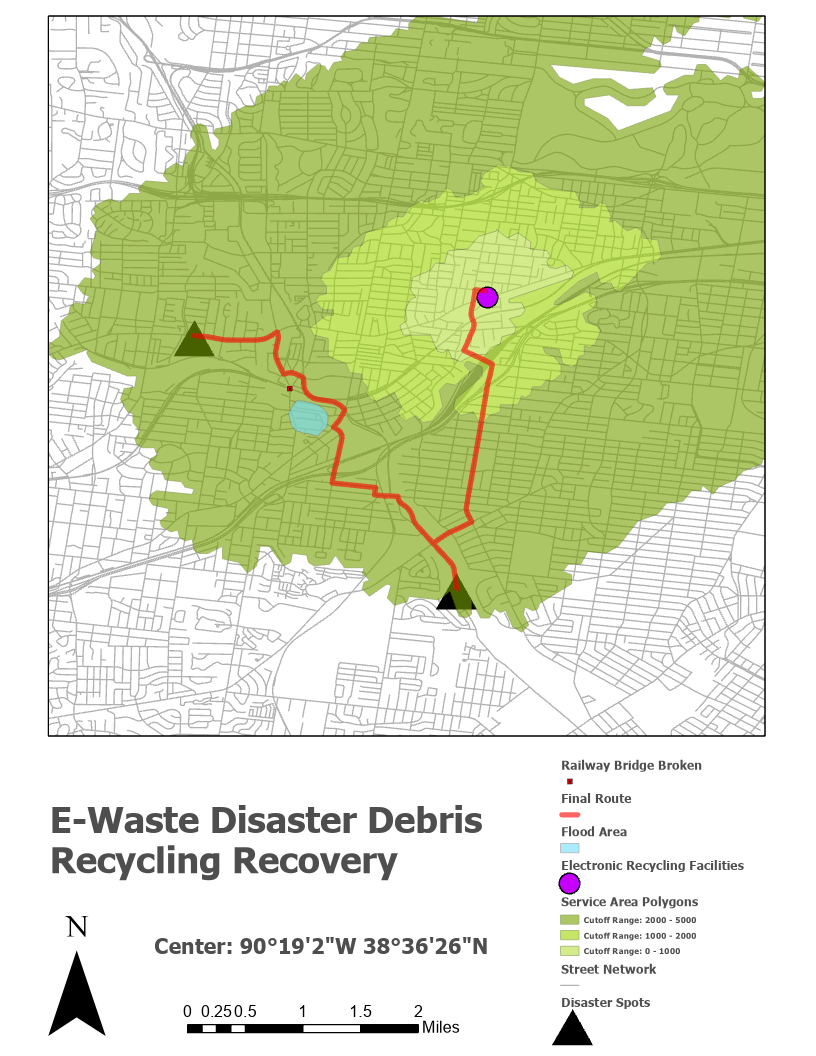 Railway Bridge Broken
Final Route
Flood Area
Electronic Recycling Facilities
Service Area Polygons
Cutoff Range: 2000 - 5000
Cutoff Range: 1000 - 2000
Cutoff Range: 0 - 1000
Street Network
Disaster Spots
E-Waste Disaster Debris
Recycling Recovery
N
Center: 90°19'2"W 38°36'26"N
0 0.25 0.5 1 1.5 2
Miles